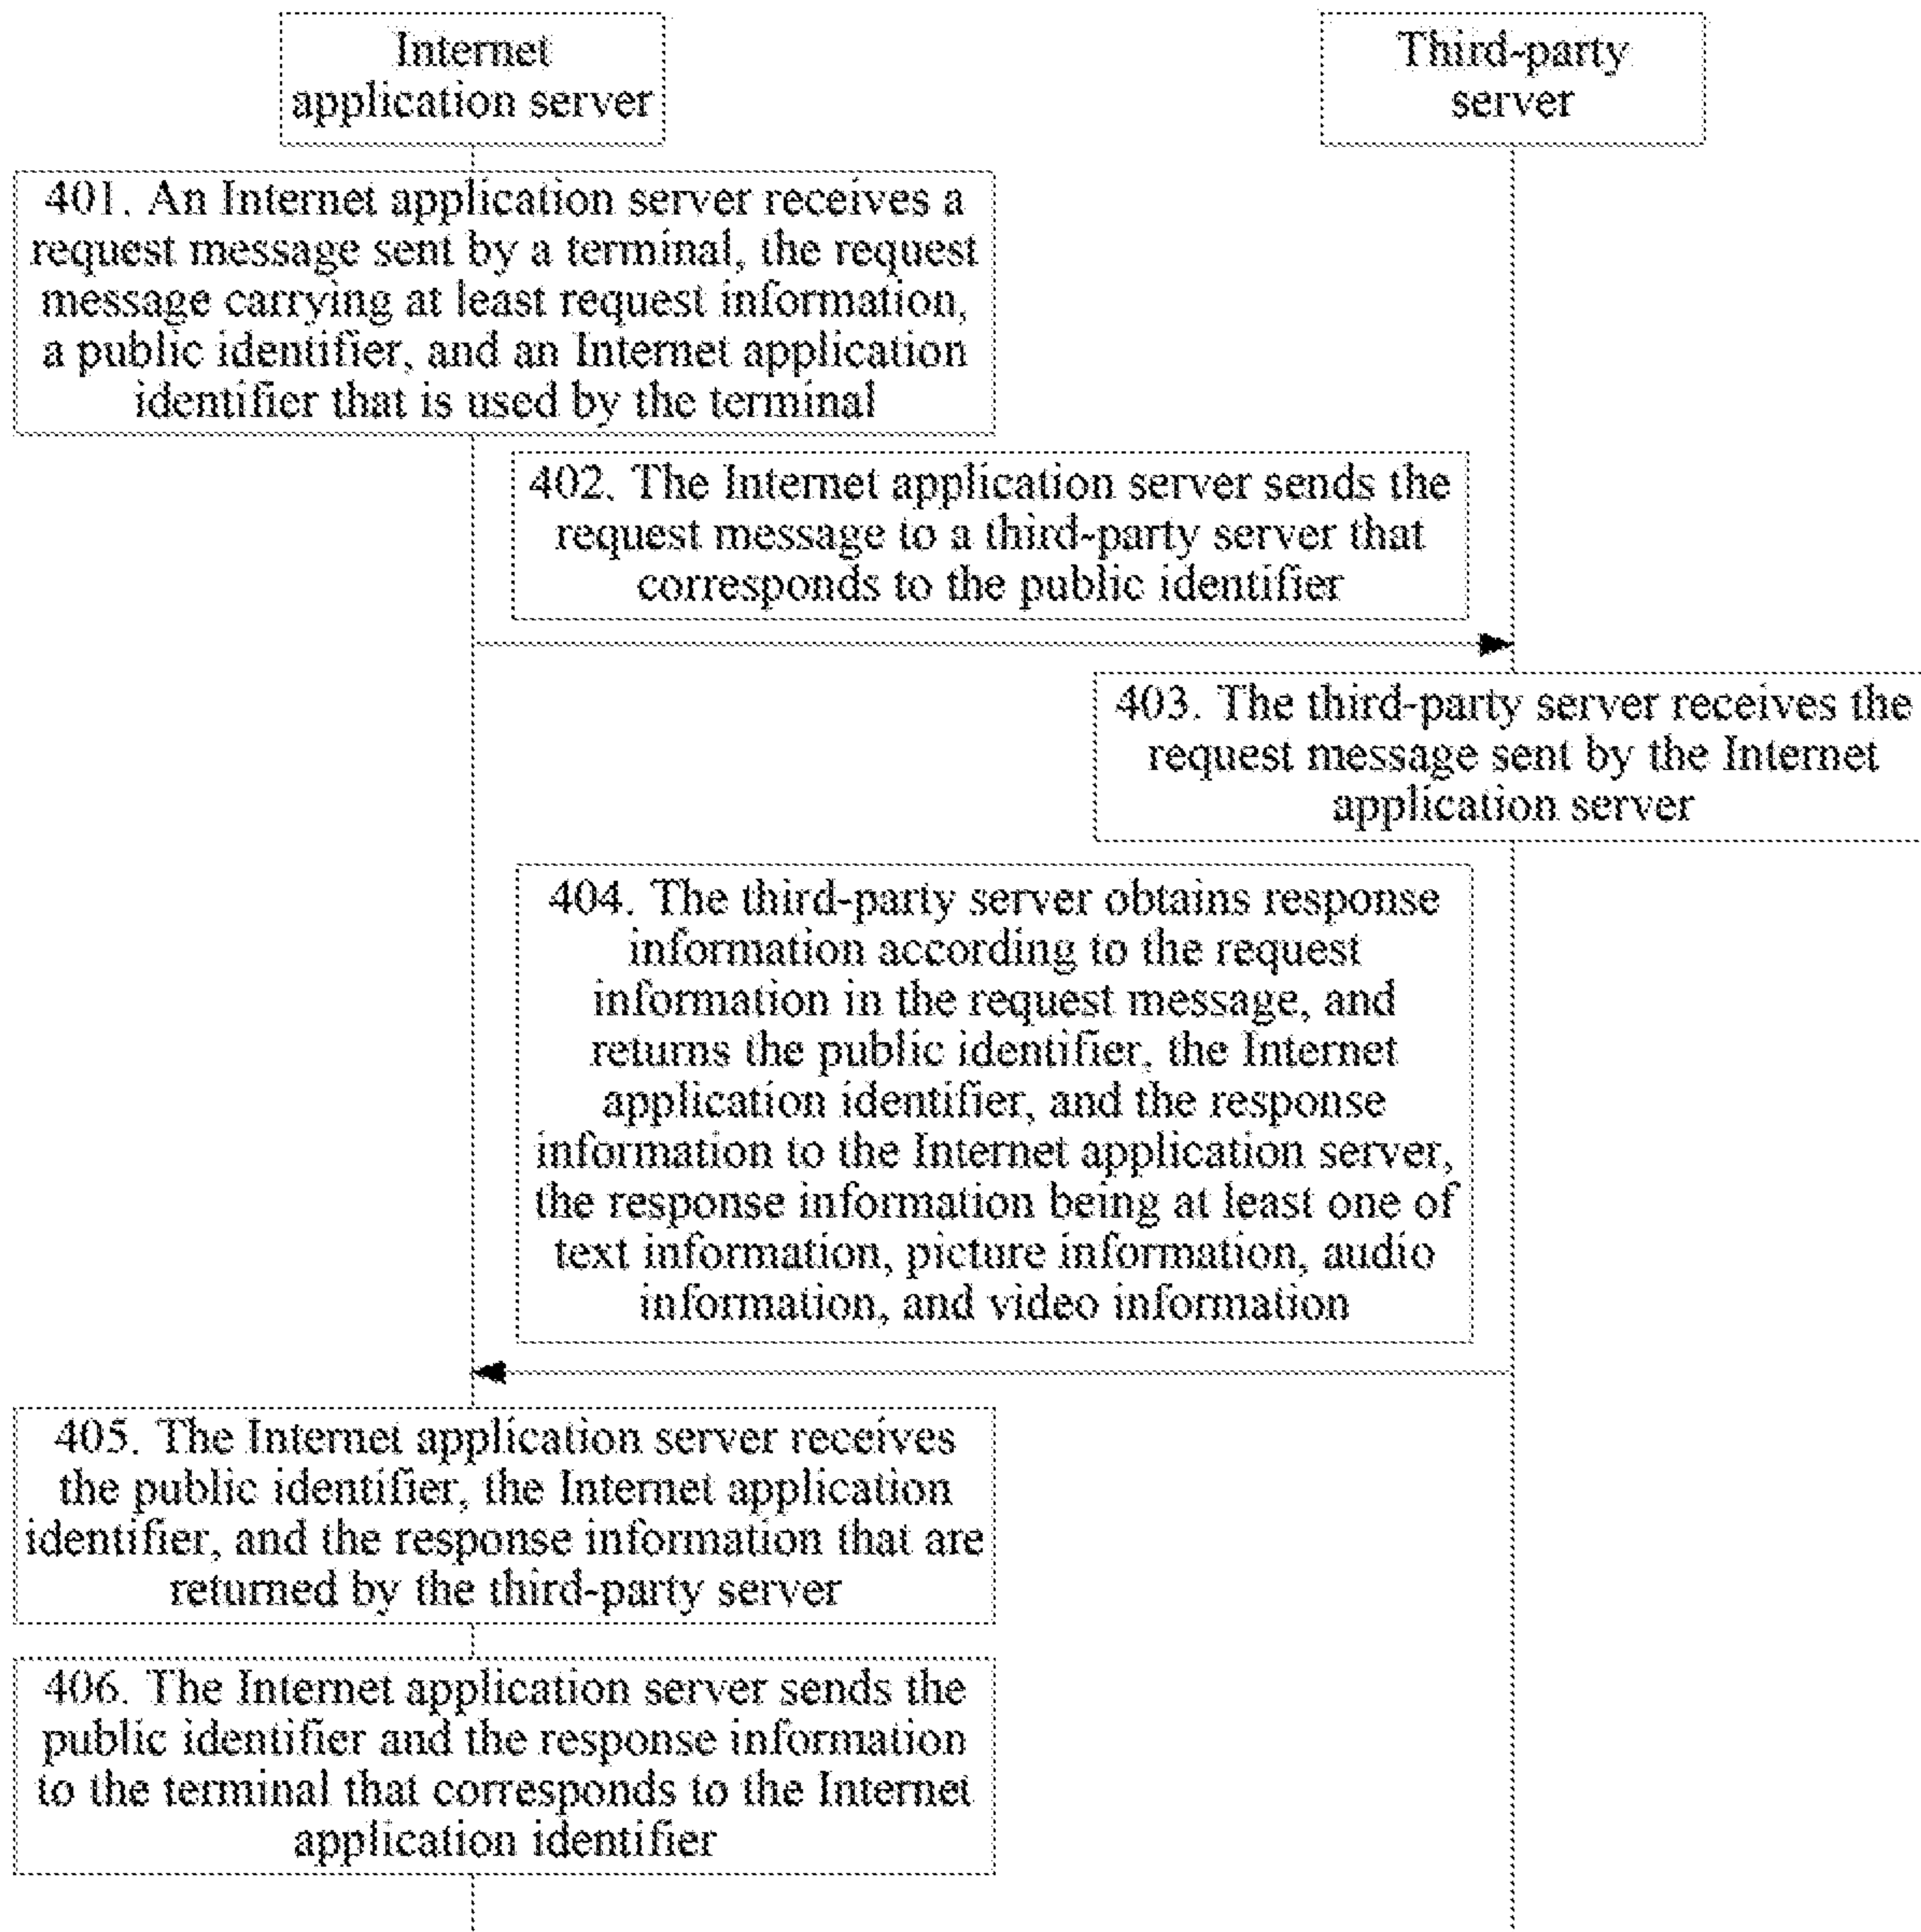 Internet
application server
Third-party
server
401. An Internet application server receives a
request message sent by a terminal, the request
message carrying at least request information,
a public identifier, and an Internet application
identifier that is used by the terminal
402. The Internet application server sends the
request message to a third-party server that
corresponds to the public identifier
403. The third-party server receives the
request message sent by the Internet
application server
404. The third-party server obtains response
information according to the request
information in the request message, and
returns the public identifier, the Internet
application identifier, and the response
information to the Internet application server,
the response information being at least one of
text information, picture information, audio
information, and video information
405. The Internet application server receives
the public identifier, the Internet application
identifier, and the response information that are
returned by the third-party server
406. The Internet application server sends the
public identifier and the response information
to the terminal that corresponds to the Internet
application identifier